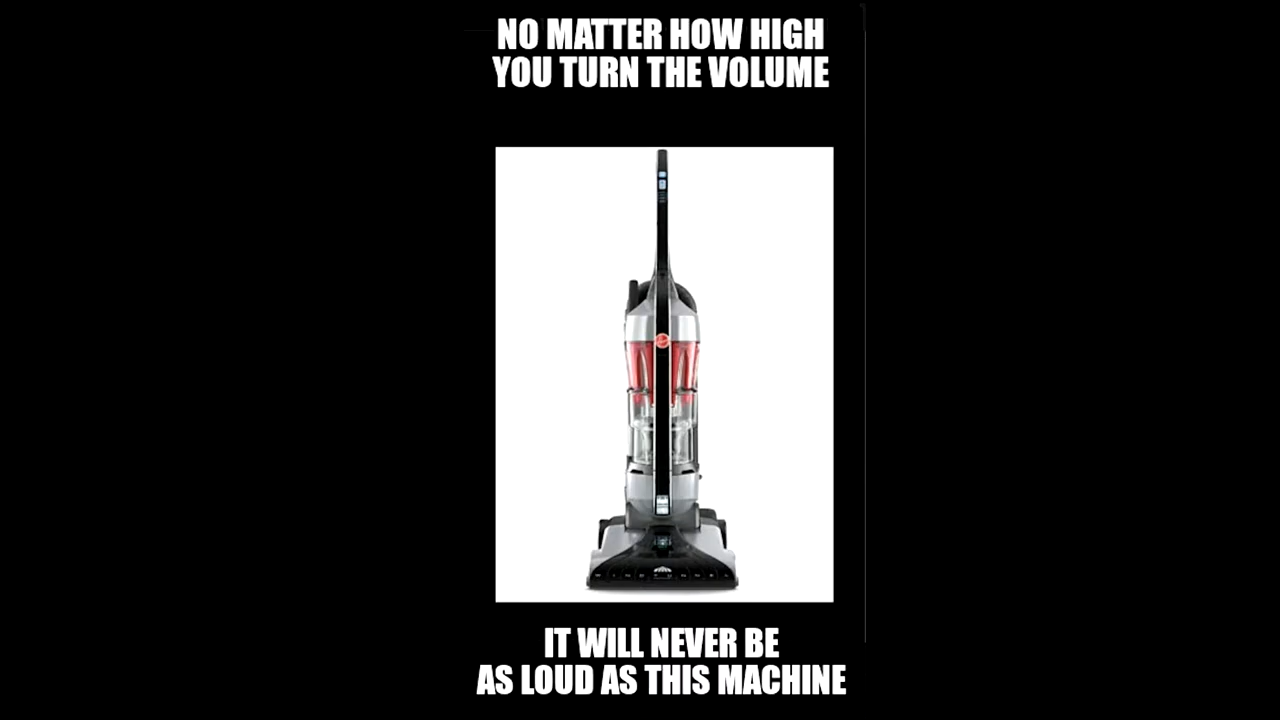 NO MATTER HOW HIGH
YOU TURN THE VOLUME
IT WILL NEVER BE
AS LOUD AS THIS MACHINE